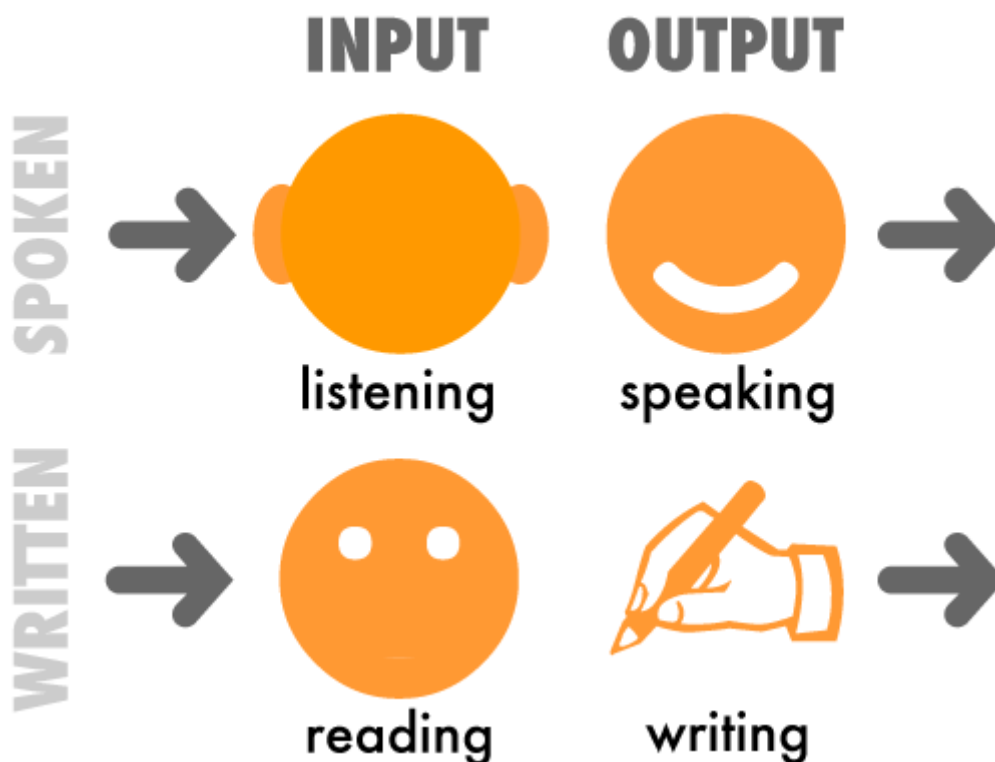 INPUT OUTPUT
SPOKEN
listening speaking
WRITTEN
reading writing